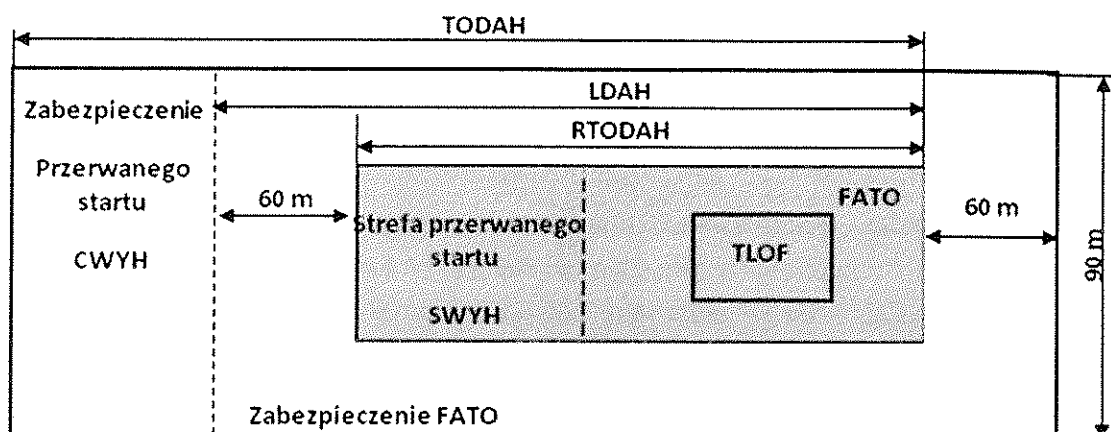 TODAH
LDAH
RTODAH
Zabezpieczenie
Przerwanego
startu
CWYH
60 m
Strefa przerwanego
startu
SWYH
FATO
TLOF
60 m
90 m
Zabezpieczenie FATO